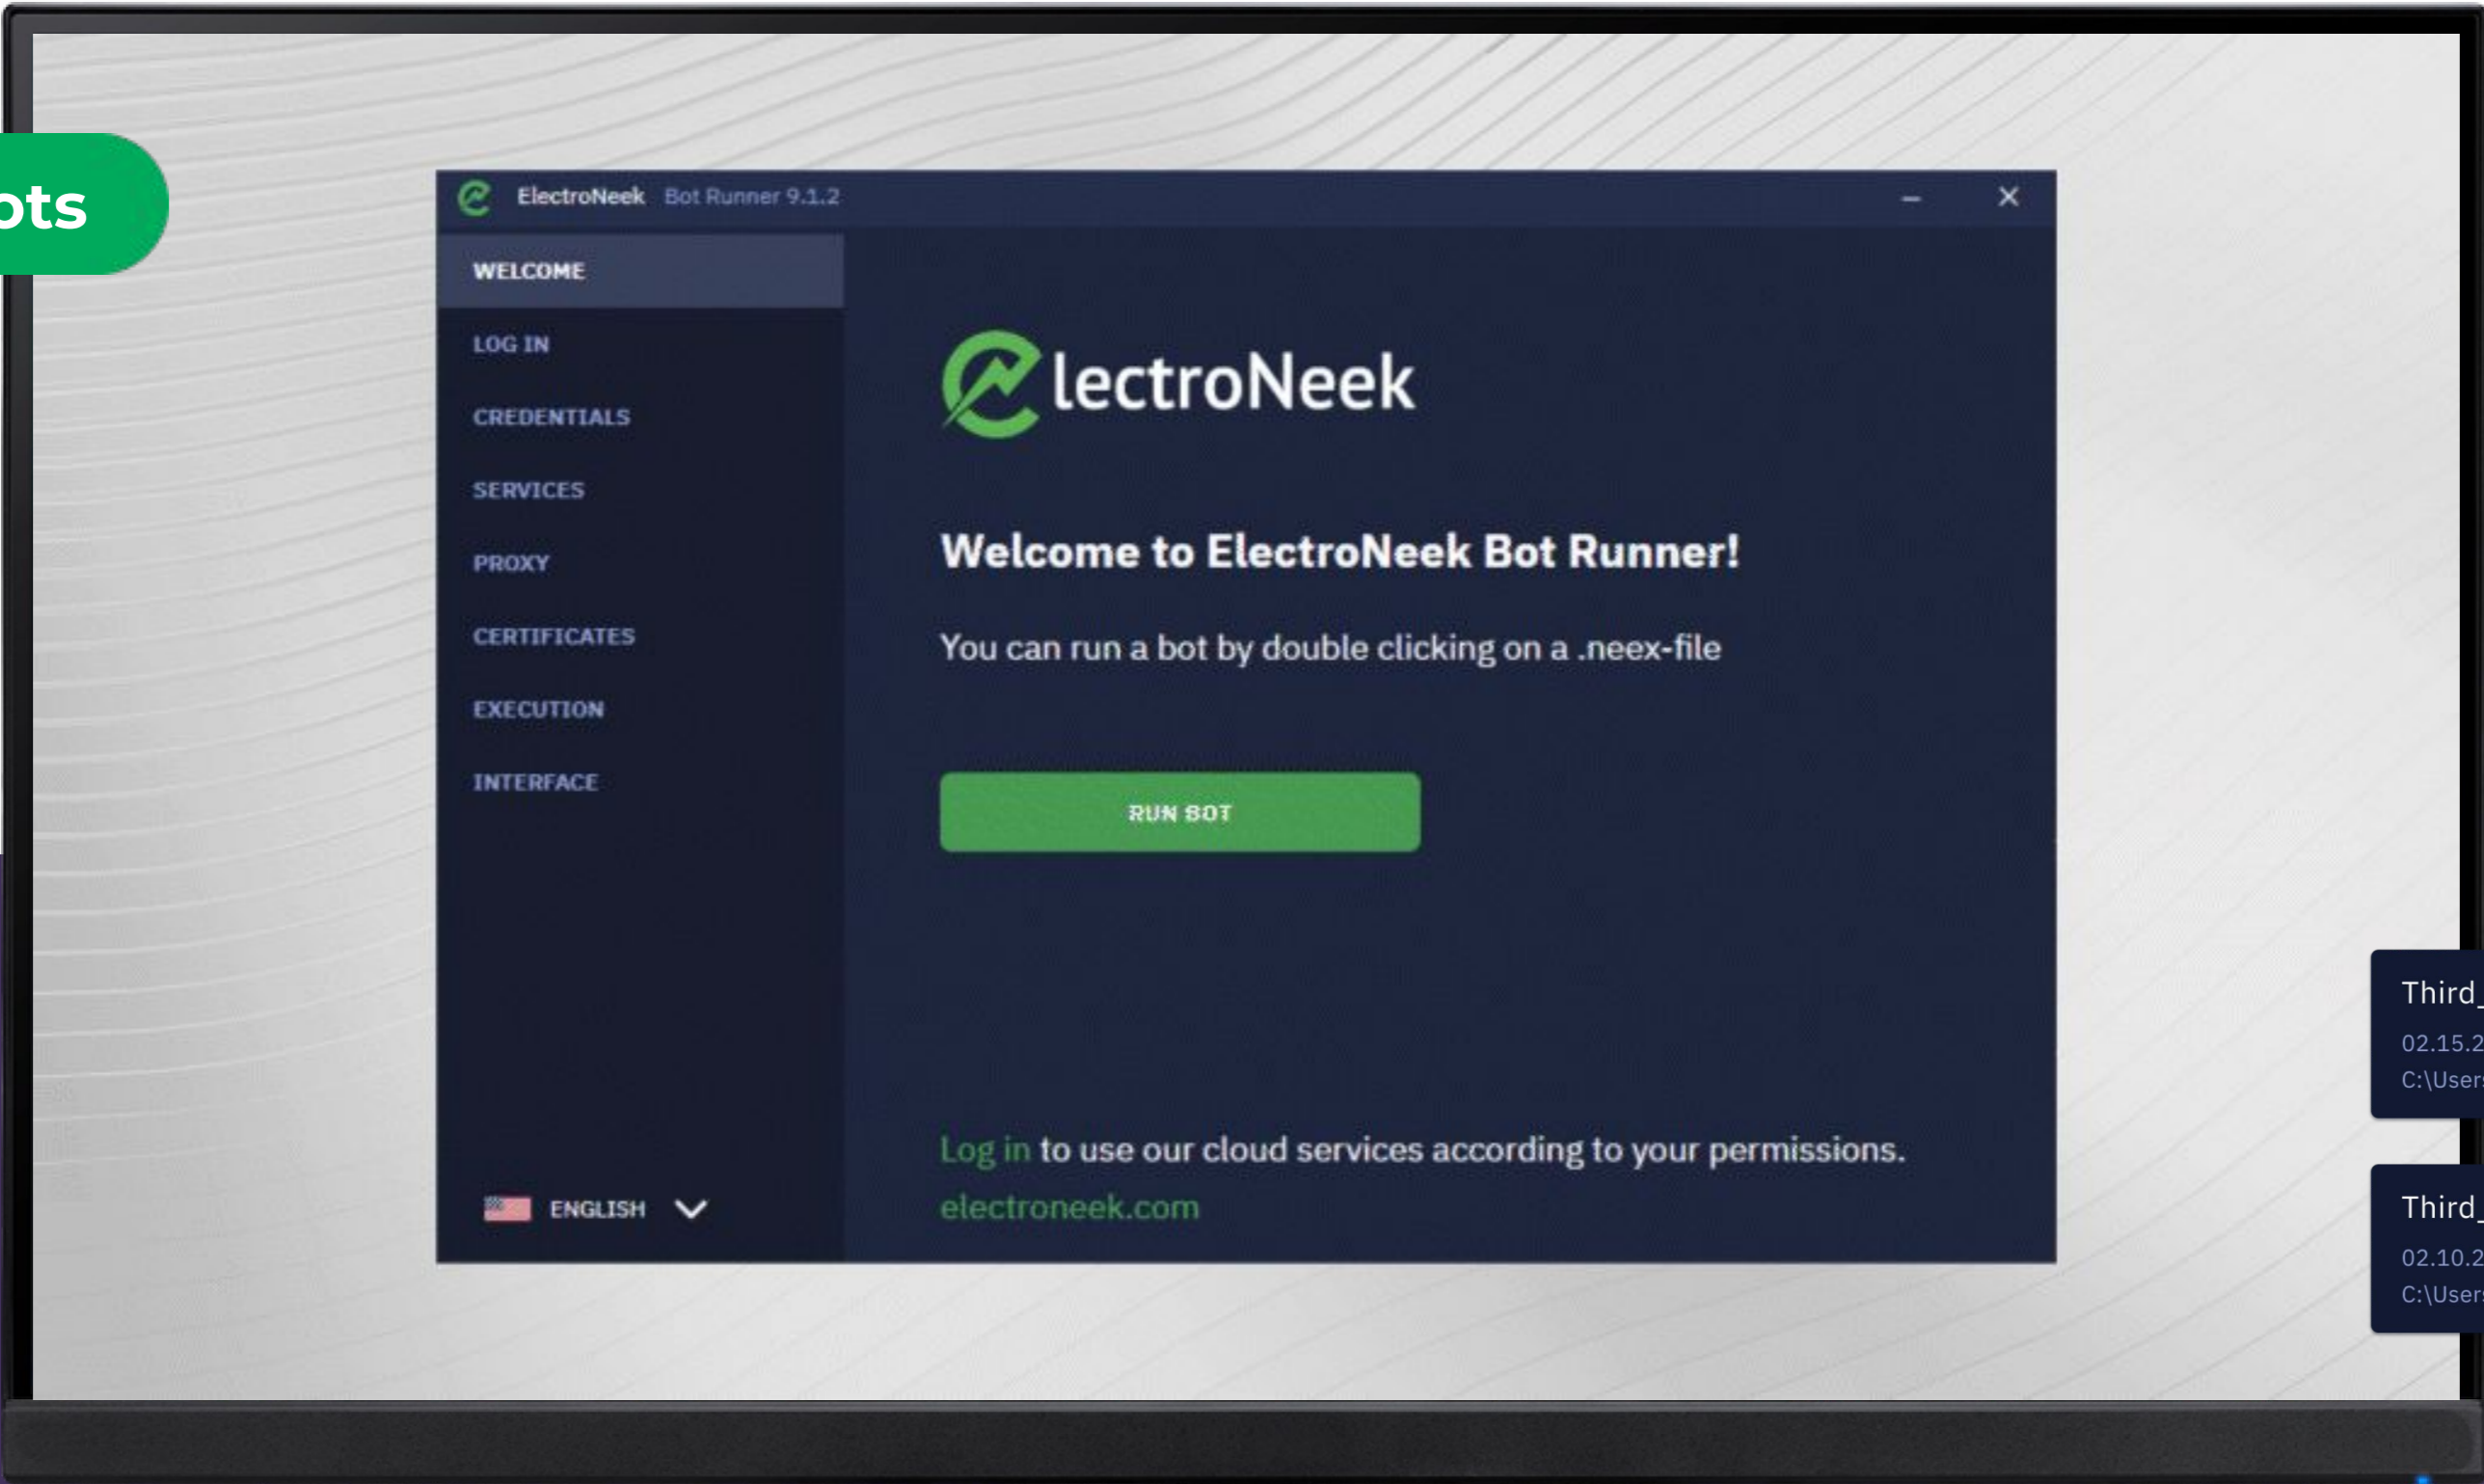 ots
ElectroNeek Bot Runner 9.1.2
WELCOME
LOG IN
CREDENTIALS
SERVICES
PROXY
CERTIFICATES
EXECUTION
INTERFACE
ENGLISH
lectroNeek
Welcome to ElectroNeek Bot Runner!
You can run a bot by double clicking on a .neex-file
RUN BOT
Log in to use our cloud services according to your permissions.
electroneek.com
Third_
02.15.2
C:\Users
Third_
02.10.2
C:\Users